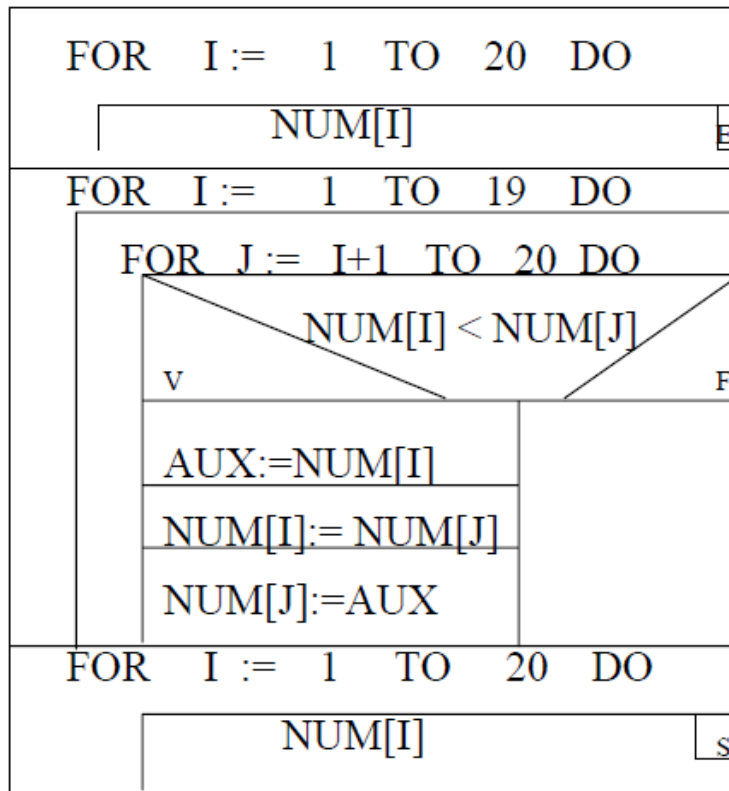 FOR I := 1 TO 20 DO
NUM[I]
E
FOR I := 1 TO 19 DO
FOR J := I+1 TO 20 DO
NUM[I] < NUM[J]
V F
AUX:=NUM[I]
NUM[I]:= NUM[J]
NUM[J]:=AUX
FOR I := 1 TO 20 DO
NUM[I]
S